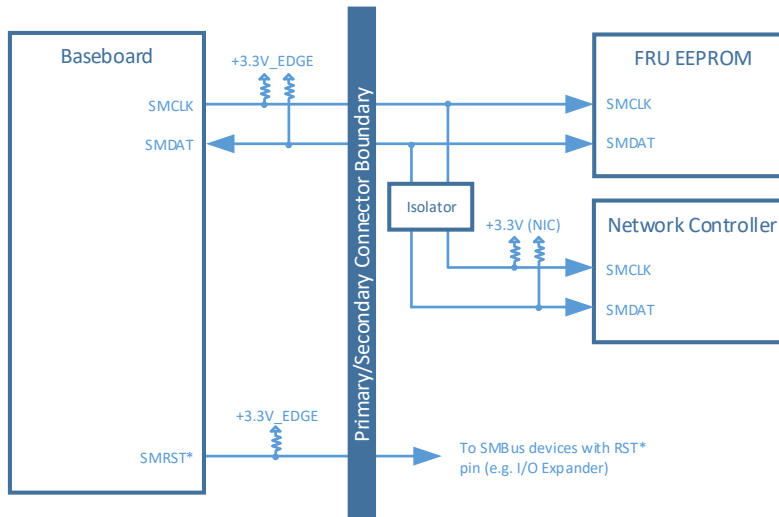 Baseboard
+3.3V_EDGE
SMCLK
SMDAT
Primary/Secondary Connector Boundary
FRU EEPROM
SMCLK
SMDAT
Isolator
+3.3V (NIC)
Network Controller
SMCLK
SMDAT
+3.3V_EDGE
SMRST*
To SMBus devices with RST*
pin (e.g. I/O Expander)